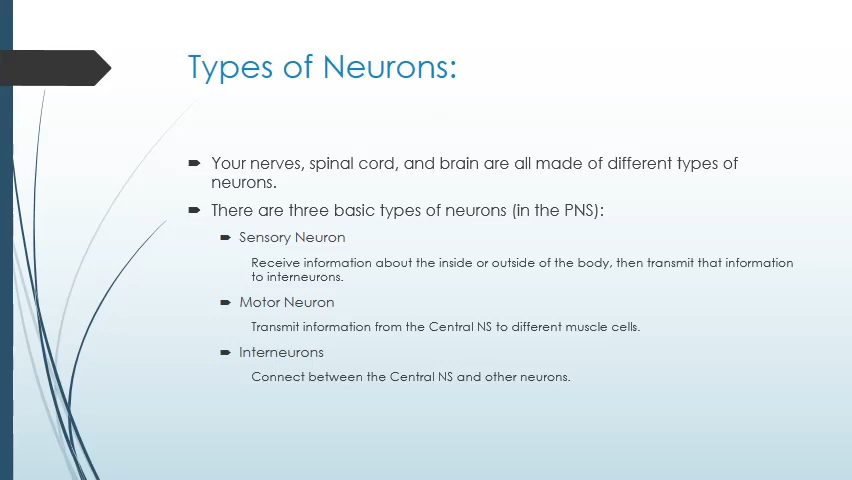 Types of Neurons:
Your nerves, spinal cord, and brain are all made of different types of
neurons.
There are three basic types of neurons (in the PNS):
Sensory Neuron
Receive information about the inside or outside of the body, then transmit that information
to interneurons.
Motor Neuron
Transmit information from the Central NS to different muscle cells.
Interneurons
Connect between the Central NS and other neurons.